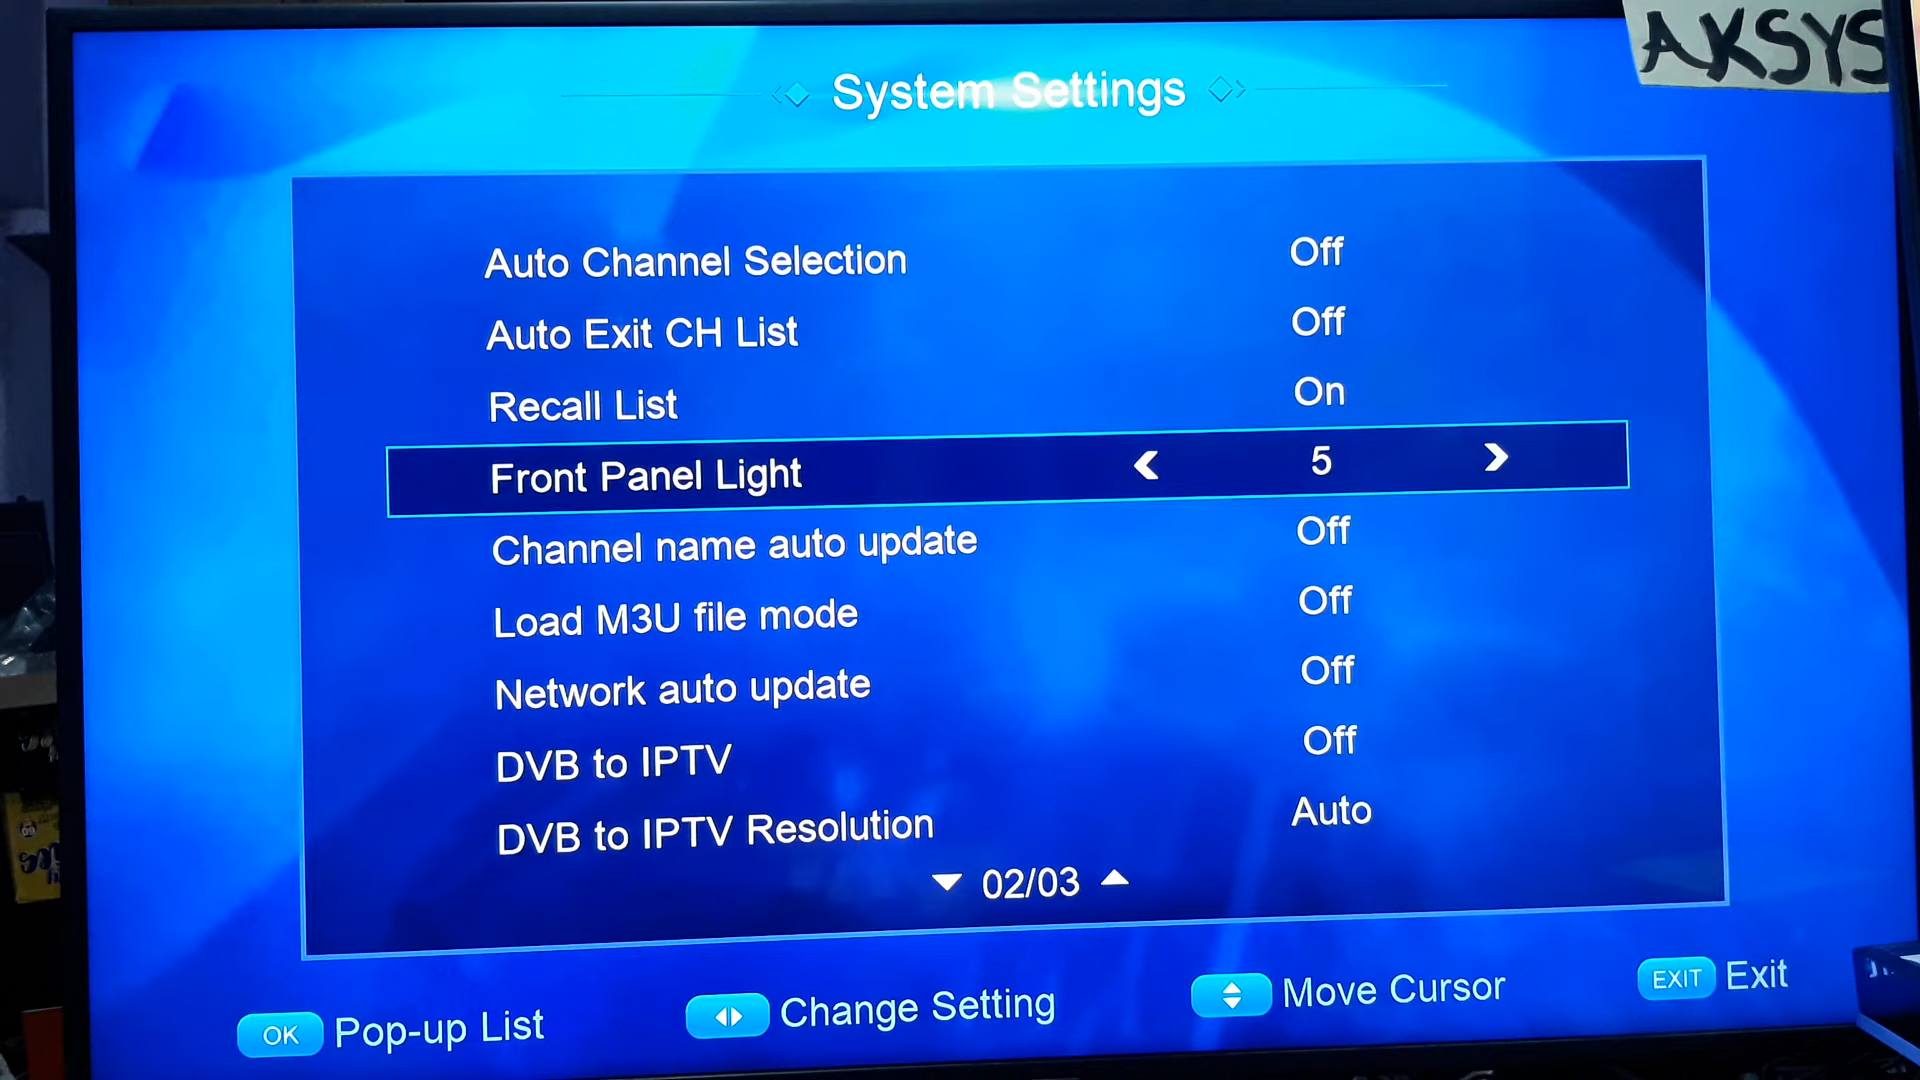 AKSYS
System Settings
Auto Channel Selection Off
Auto Exit CH List Off
Recall List On
Front Panel Light 5
Channel name auto update Off
Load M3U file mode Off
Network auto update Off
DVB to IPTV Off
DVB to IPTV Resolution Auto
02/03
OK Pop-up List Change Setting Move Cursor EXIT Exit